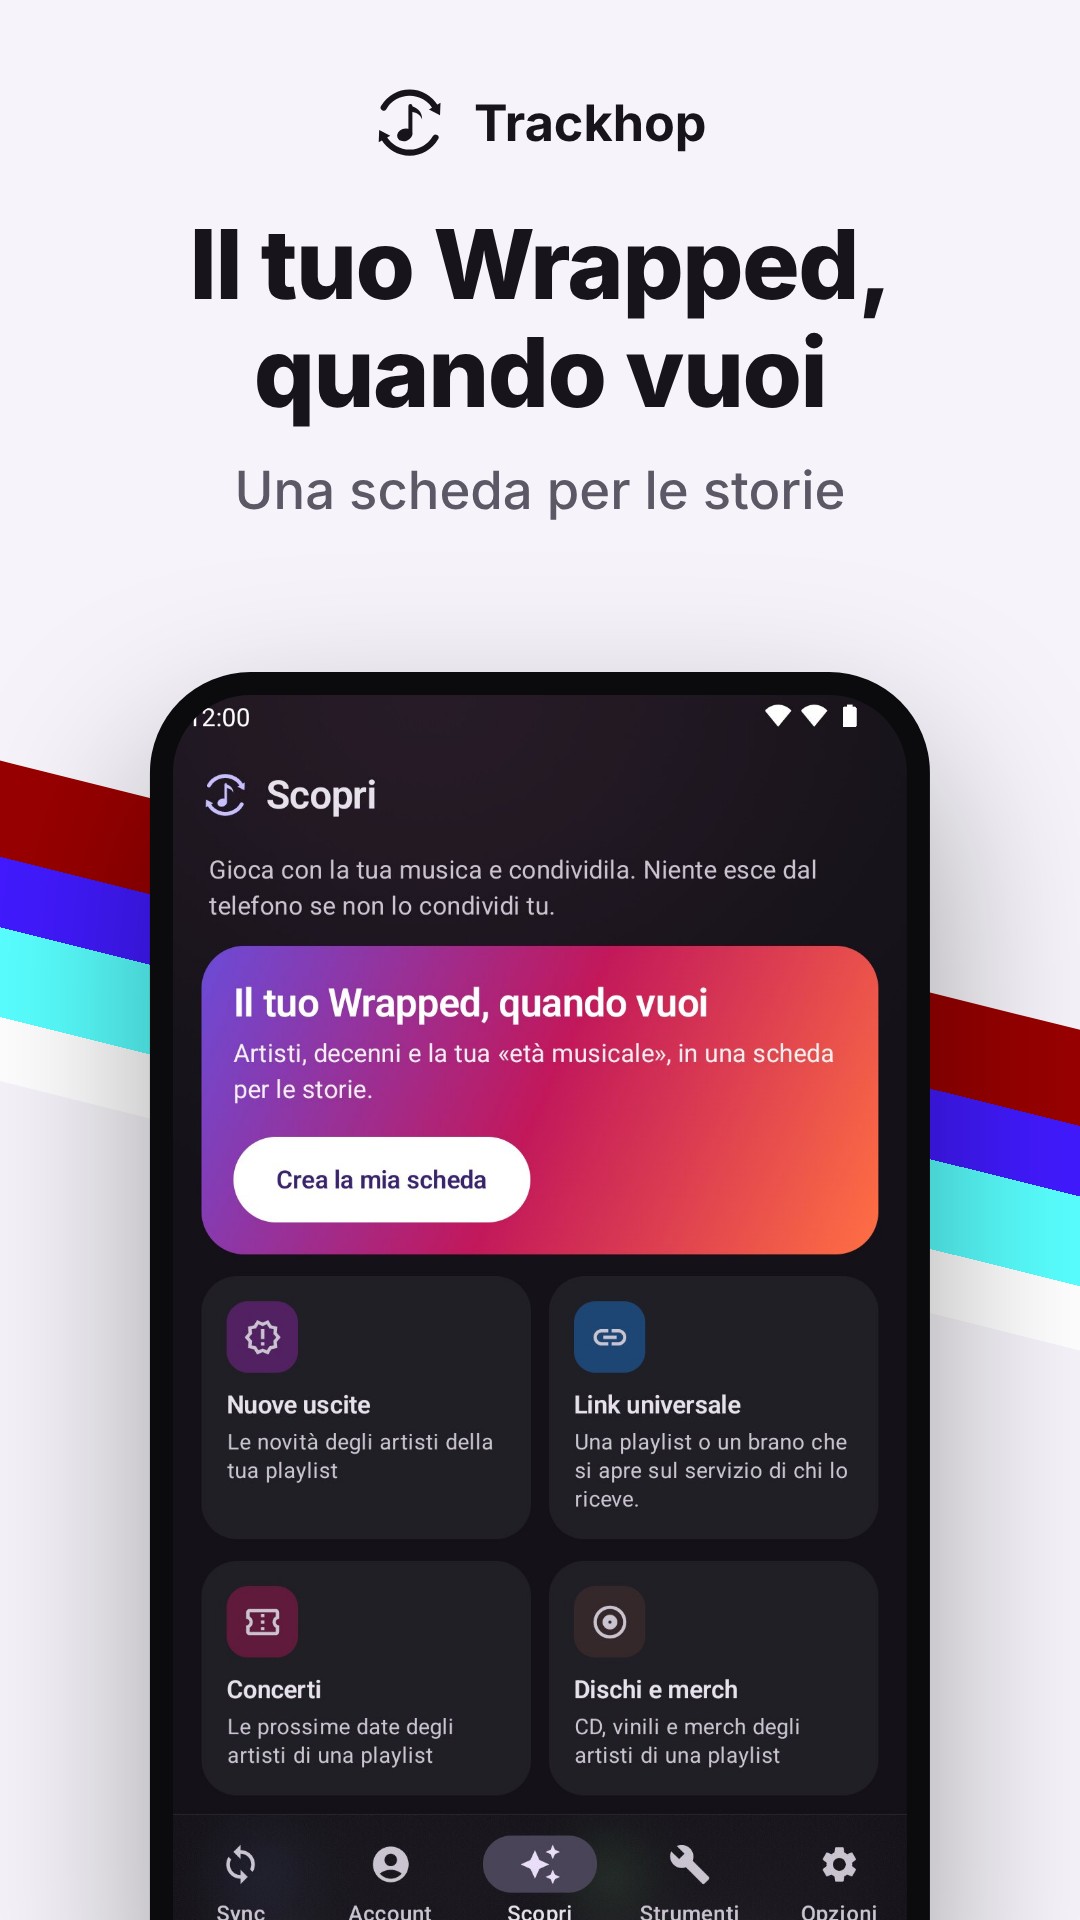 Trackhop
Il tuo Wrapped,
quando vuoi
Una scheda per le storie
12:00
Scopri
Gioca con la tua musica e condividila. Niente esce dal
telefono se non lo condividi tu.
Il tuo Wrapped, quando vuoi
Artisti, decenni e la tua «età musicale», in una scheda
per le storie.
Crea la mia scheda
Nuove uscite
Le novità degli artisti della
tua playlist
Link universale
Una playlist o un brano che
si apre sul servizio di chi lo
riceve.
Concerti
Le prossime date degli
artisti di una playlist
Dischi e merch
CD, vinili e merch degli
artisti di una playlist
Sync
Account
Scopri
Strumenti
Opzioni